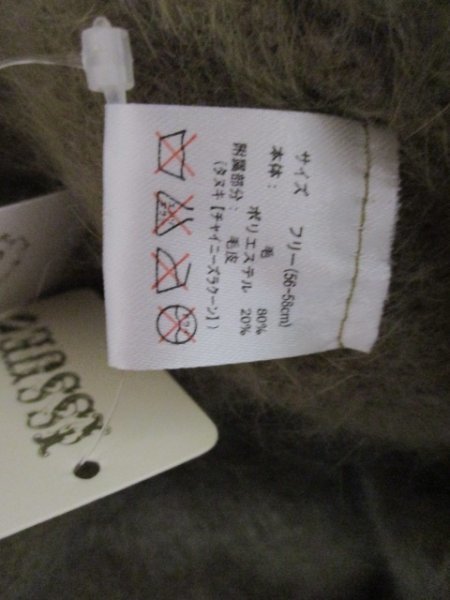 サイズ　フリー(56-58cm)
本体：　毛　80%
ポリエステル　20%
附属部分：　毛皮
(タヌキ【チャイニーズラクーン】)